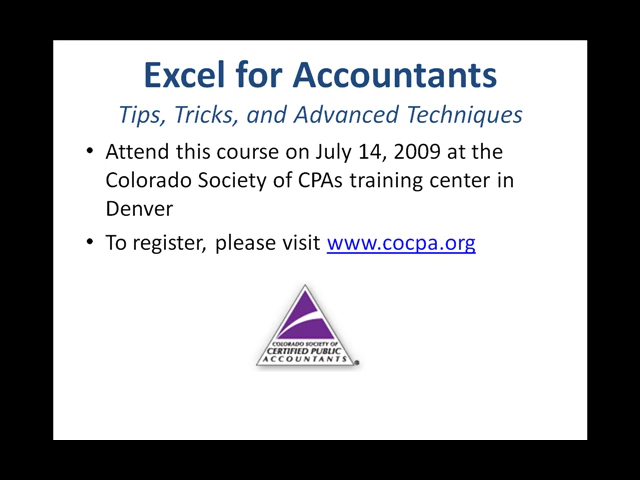 Excel for Accountants
Tips, Tricks, and Advanced Techniques
• Attend this course on July 14, 2009 at the
Colorado Society of CPAs training center in
Denver
• To register, please visit www.cocpa.org
COLORADO SOCIETY OF
CERTIFIED PUBLIC
ACCOUNTANTS